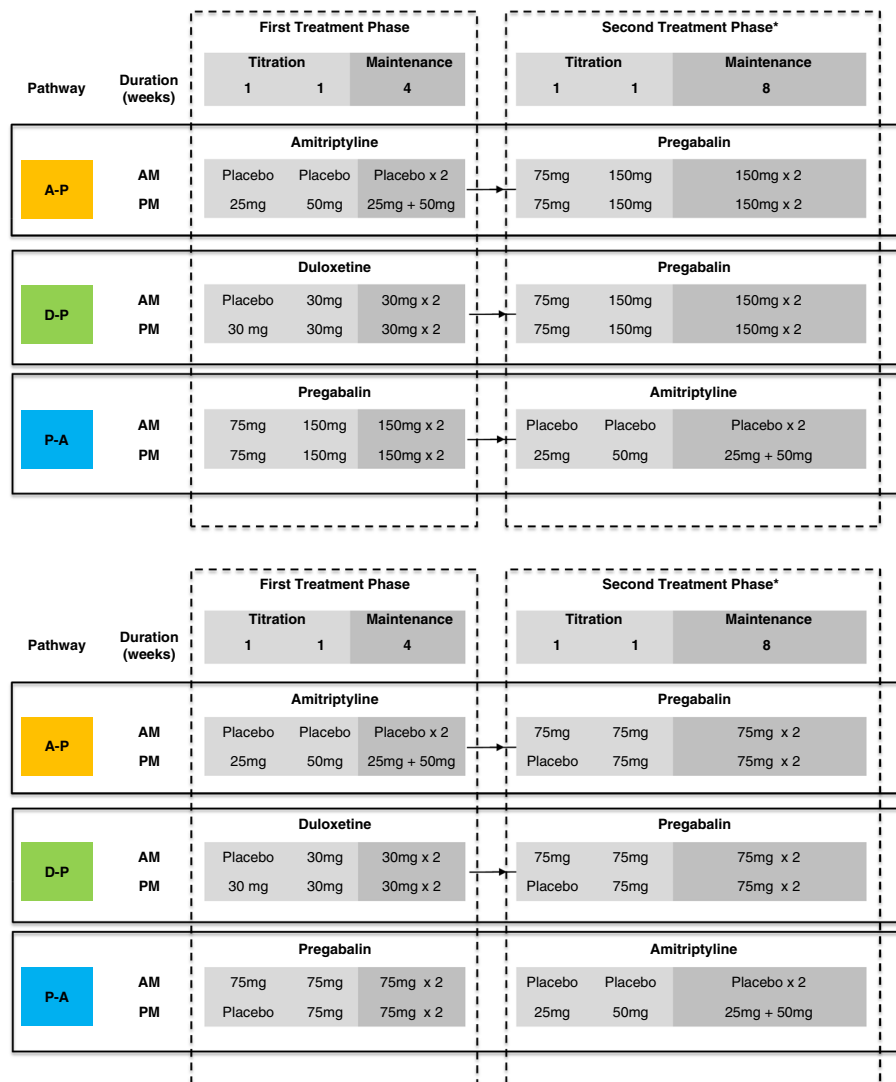 First Treatment Phase Second Treatment Phase*
Titration Maintenance Titration Maintenance
Pathway Duration (weeks) 1 1 4 1 1 8
Amitriptyline Pregabalin
A-P AM Placebo Placebo Placebo x 2 75mg 150mg 150mg x 2
PM 25mg 50mg 25mg + 50mg 75mg 150mg 150mg x 2
Duloxetine Pregabalin
D-P AM Placebo 30mg 30mg x 2 75mg 150mg 150mg x 2
PM 30 mg 30mg 30mg x 2 75mg 150mg 150mg x 2
Pregabalin Amitriptyline
P-A AM 75mg 150mg 150mg x 2 Placebo Placebo Placebo x 2
PM 75mg 150mg 150mg x 2 25mg 50mg 25mg + 50mg
First Treatment Phase Second Treatment Phase*
Titration Maintenance Titration Maintenance
Pathway Duration (weeks) 1 1 4 1 1 8
Amitriptyline Pregabalin
A-P AM Placebo Placebo Placebo x 2 75mg 75mg 75mg x 2
PM 25mg 50mg 25mg + 50mg Placebo 75mg 75mg x 2
Duloxetine Pregabalin
D-P AM Placebo 30mg 30mg x 2 75mg 75mg 75mg x 2
PM 30 mg 30mg 30mg x 2 Placebo 75mg 75mg x 2
Pregabalin Amitriptyline
P-A AM 75mg 75mg 75mg x 2 Placebo Placebo Placebo x 2
PM Placebo 75mg 75mg x 2 25mg 50mg 25mg + 50mg